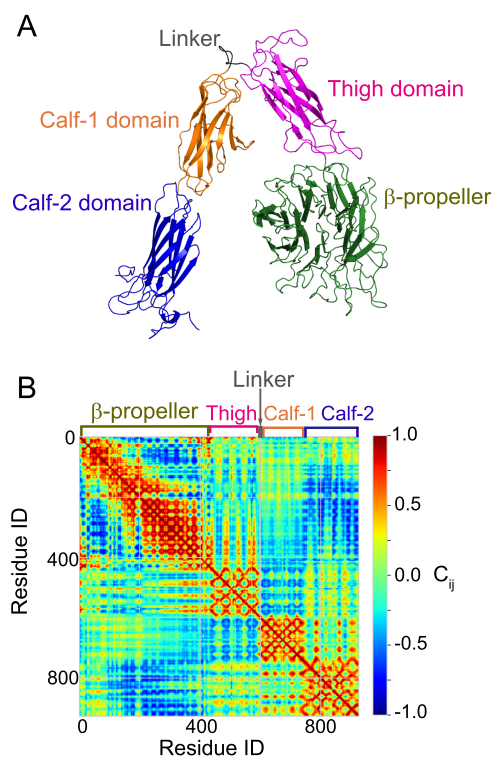 A
Linker
Thigh domain
Calf-1 domain
Calf-2 domain
β-propeller
B
Linker
β-propeller
Thigh
Calf-1
Calf-2
0
400
800
Residue ID
0
400
800
Residue ID
1.0
0.5
0.0
-0.5
-1.0
Cij